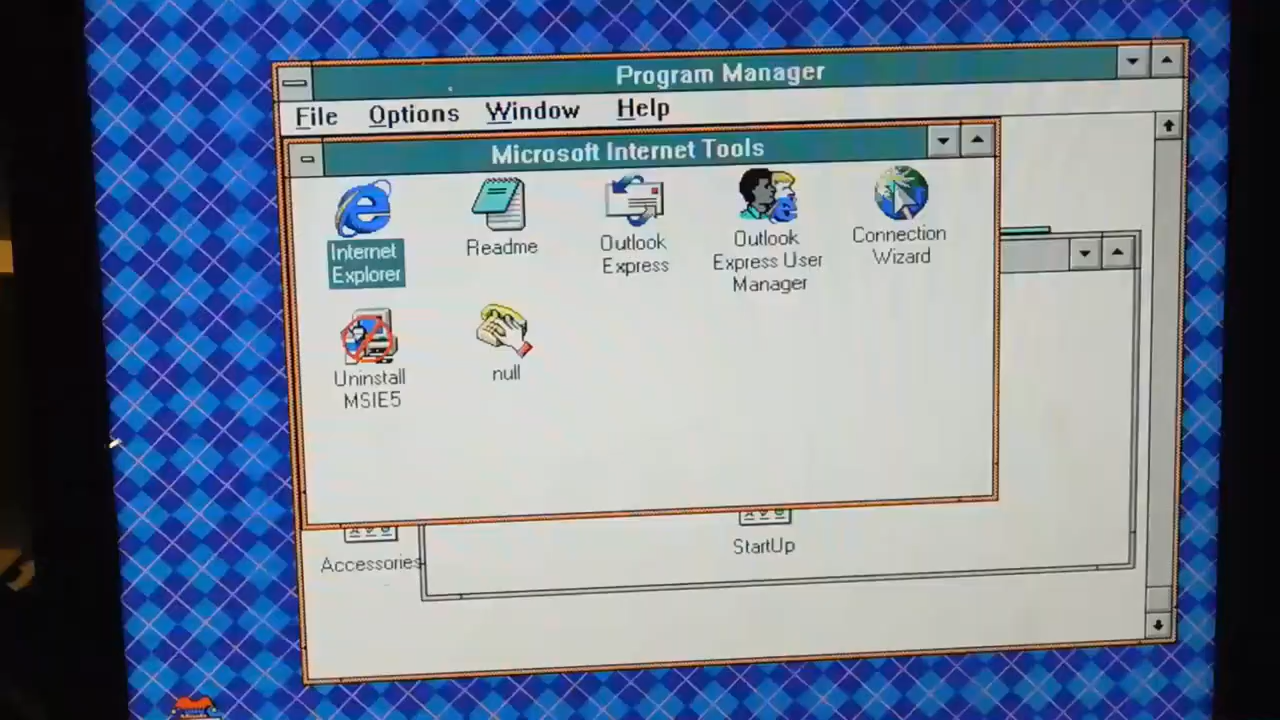 Program Manager
File Options Window Help
Microsoft Internet Tools
Internet
Explorer
Readme
Outlook
Express
Outlook
Express User
Manager
Connection
Wizard
Uninstall
MSIE5
null
Accessories
StartUp